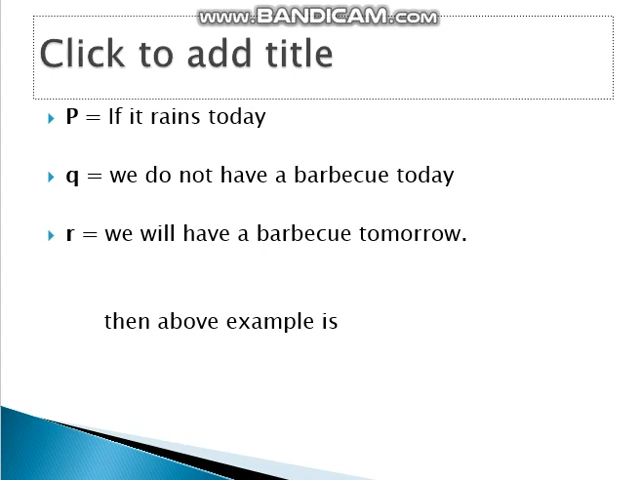 WWW.BANDICAM.COM
Click to add title
P = If it rains today
q = we do not have a barbecue today
r = we will have a barbecue tomorrow.
then above example is